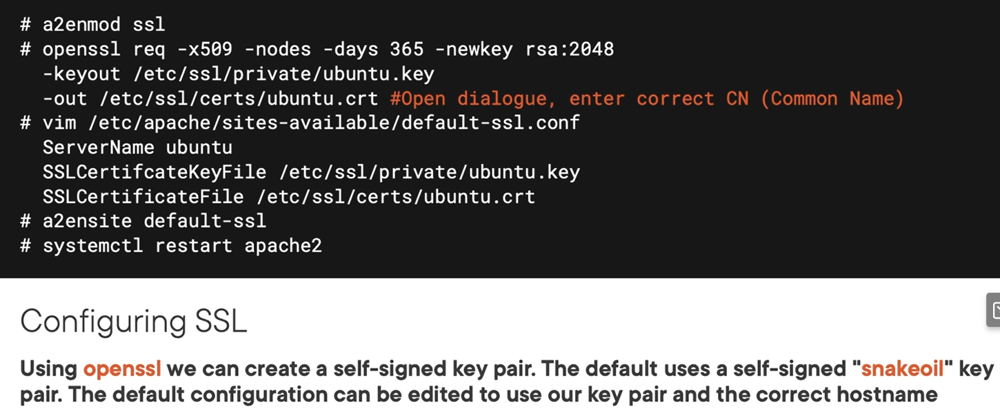 # a2enmod ssl
# openssl req -x509 -nodes -days 365 -newkey rsa:2048
-keyout /etc/ssl/private/ubuntu.key
-out /etc/ssl/certs/ubuntu.crt #Open dialogue, enter correct CN (Common Name)
# vim /etc/apache/sites-available/default-ssl.conf
ServerName ubuntu
SSLCertifcateKeyFile /etc/ssl/private/ubuntu.key
SSLCertificateFile /etc/ssl/certs/ubuntu.crt
# a2ensite default-ssl
# systemctl restart apache2
Configuring SSL
Using openssl we can create a self-signed key pair. The default uses a self-signed "snakeoil" key
pair. The default configuration can be edited to use our key pair and the correct hostname